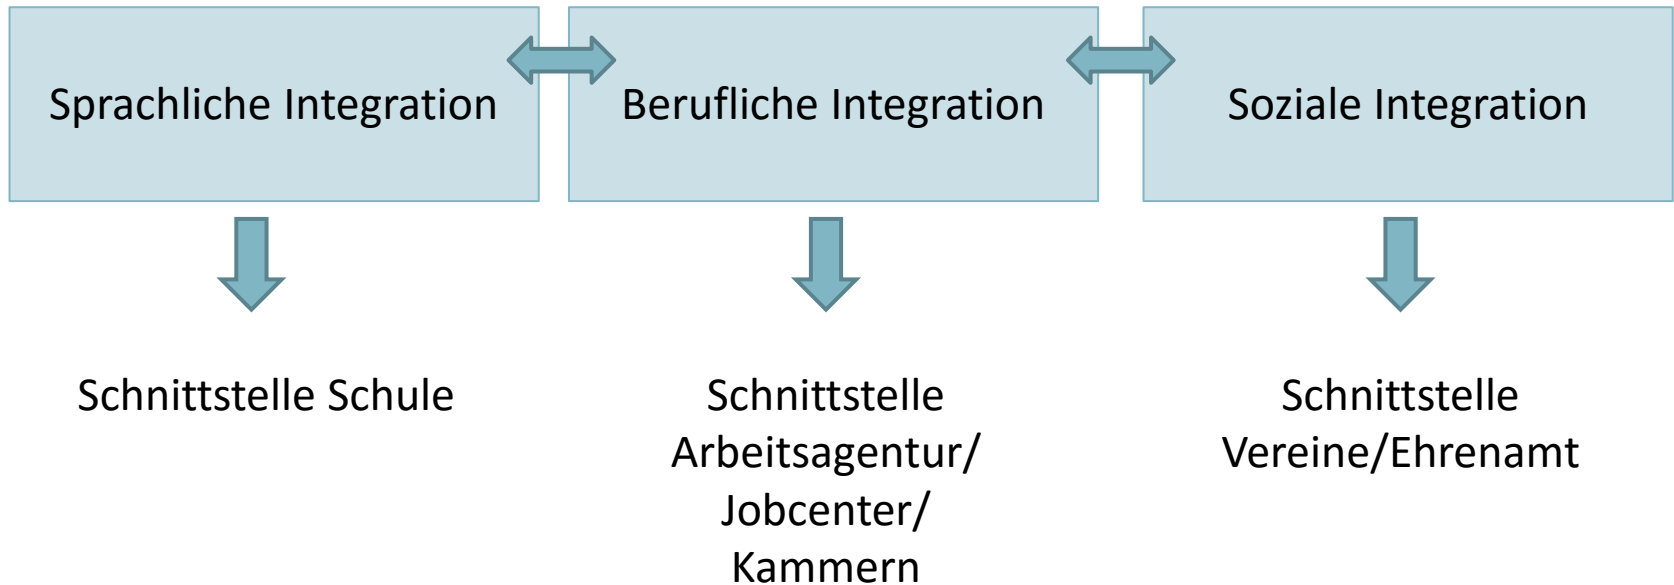 Sprachliche Integration
Berufliche Integration
Soziale Integration
Schnittstelle Schule
Schnittstelle
Arbeitsagentur/
Jobcenter/
Kammern
Schnittstelle
Vereine/Ehrenamt